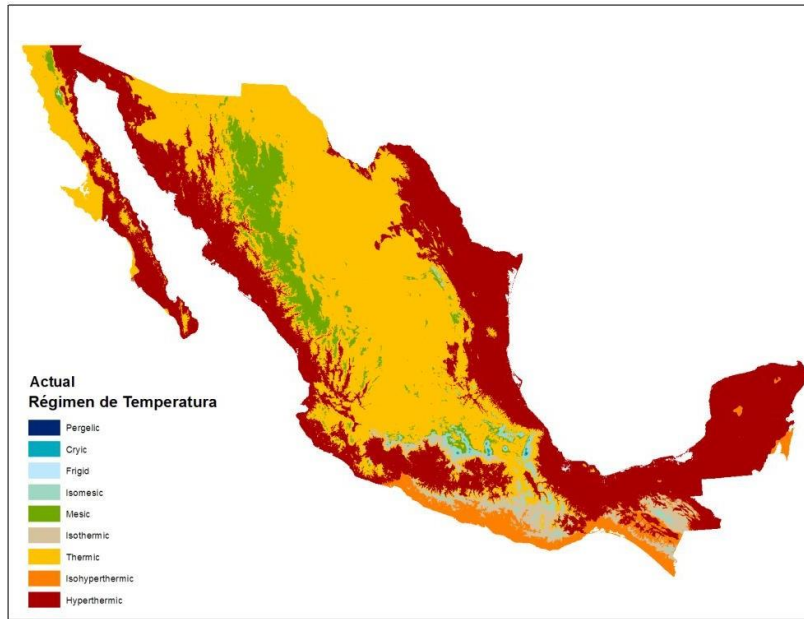 Actual
Régimen de Temperatura
Pergelic
Cryic
Frigid
Isomesic
Mesic
Isothermic
Thermic
Isohyperthermic
Hyperthermic